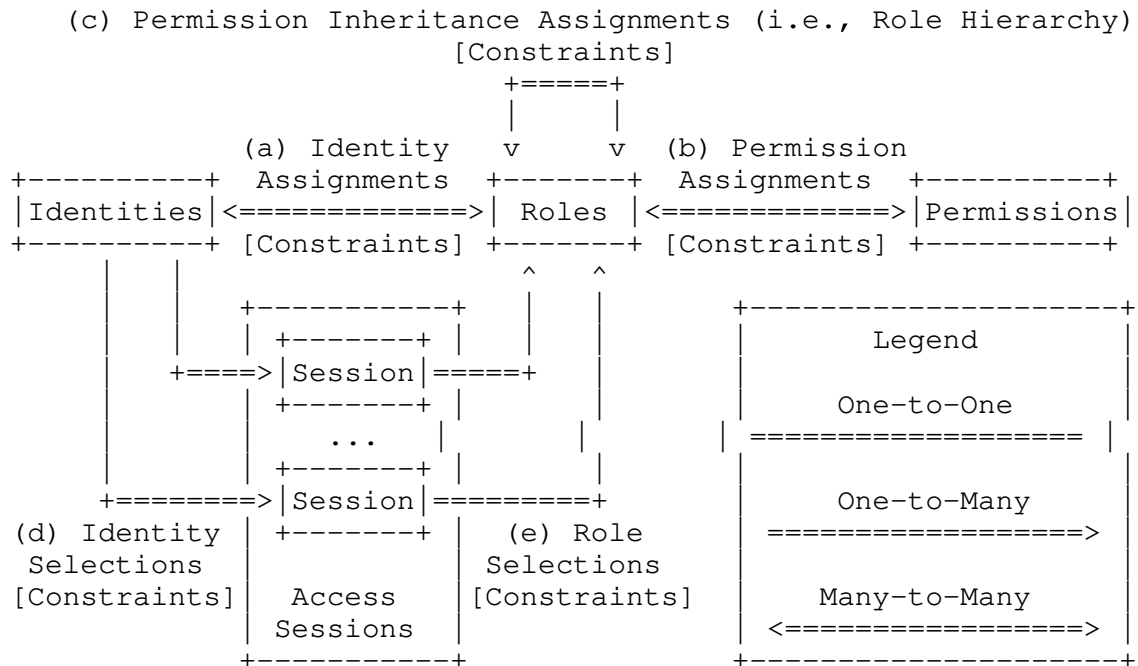 (c) Permission Inheritance Assignments (i.e., Role Hierarchy)
[Constraints]
+=====+
|     |
(a) Identity   v     v  (b) Permission
+----------+  Assignments  +-------+  Assignments  +---------+
|Identities|<=============>| Roles |<=============>|Permissions|
+----------+ [Constraints] +-------+ [Constraints] +---------+
|   |                    ^   ^
|   |   +-----------+    |   |       +---------------------+
|   |   | +-------+ |    |   |       |       Legend        |
|   +====>|Session|=====+   |       |                     |
|       | +-------+ |        |       |     One-to-One      |
|       |    ...   |       |       | =================== |
|       | +-------+ |        |       |                     |
+========>|Session|=========+       |     One-to-Many     |
(d) Identity | +-------+ |  (e) Role     | ==================> |
Selections  |           | Selections    |                     |
[Constraints]|  Access   |[Constraints]  |    Many-to-Many     |
| Sessions  |               | <=================> |
+-----------+               +---------------------+